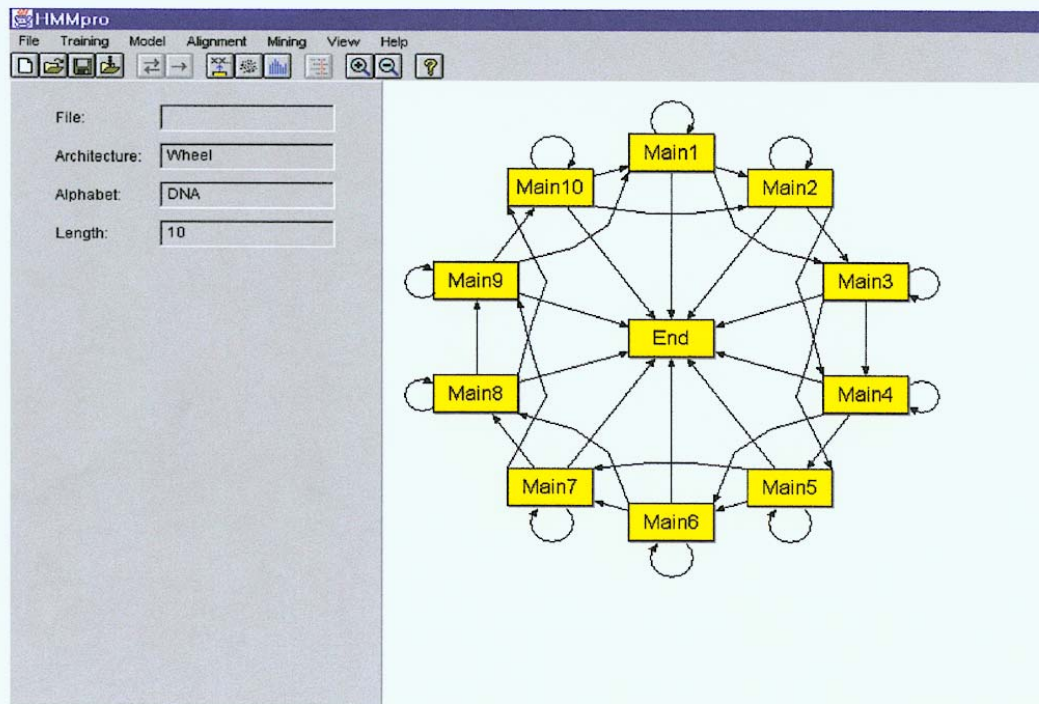 HMMpro
File Training Model Alignment Mining View Help
File:
Architecture: Wheel
Alphabet: DNA
Length: 10
Main1
Main10 Main2
Main9 Main3
End
Main8 Main4
Main7 Main5
Main6